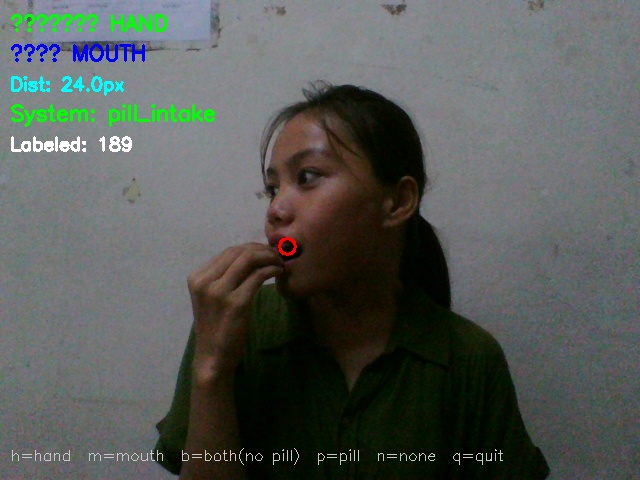 ??????? HAND
???? MOUTH
Dist: 24.0px
System: pill_intake
Labeled: 189
h=hand m=mouth b=both(no pill) p=pill n=none q=quit